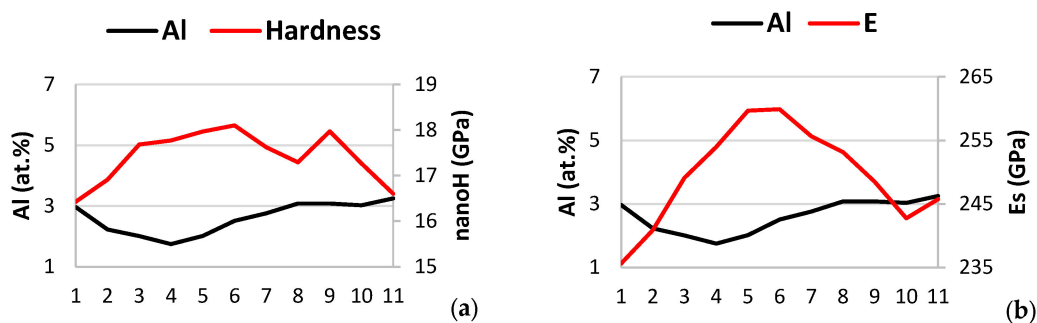 Al Hardness
7
5
3
1
Al (at.%)
19
18
17
16
15
nanoH (GPa)
1 2 3 4 5 6 7 8 9 10 11
(a)
Al E
7
5
3
1
Al (at.%)
265
255
245
235
Es (GPa)
1 2 3 4 5 6 7 8 9 10 11
(b)